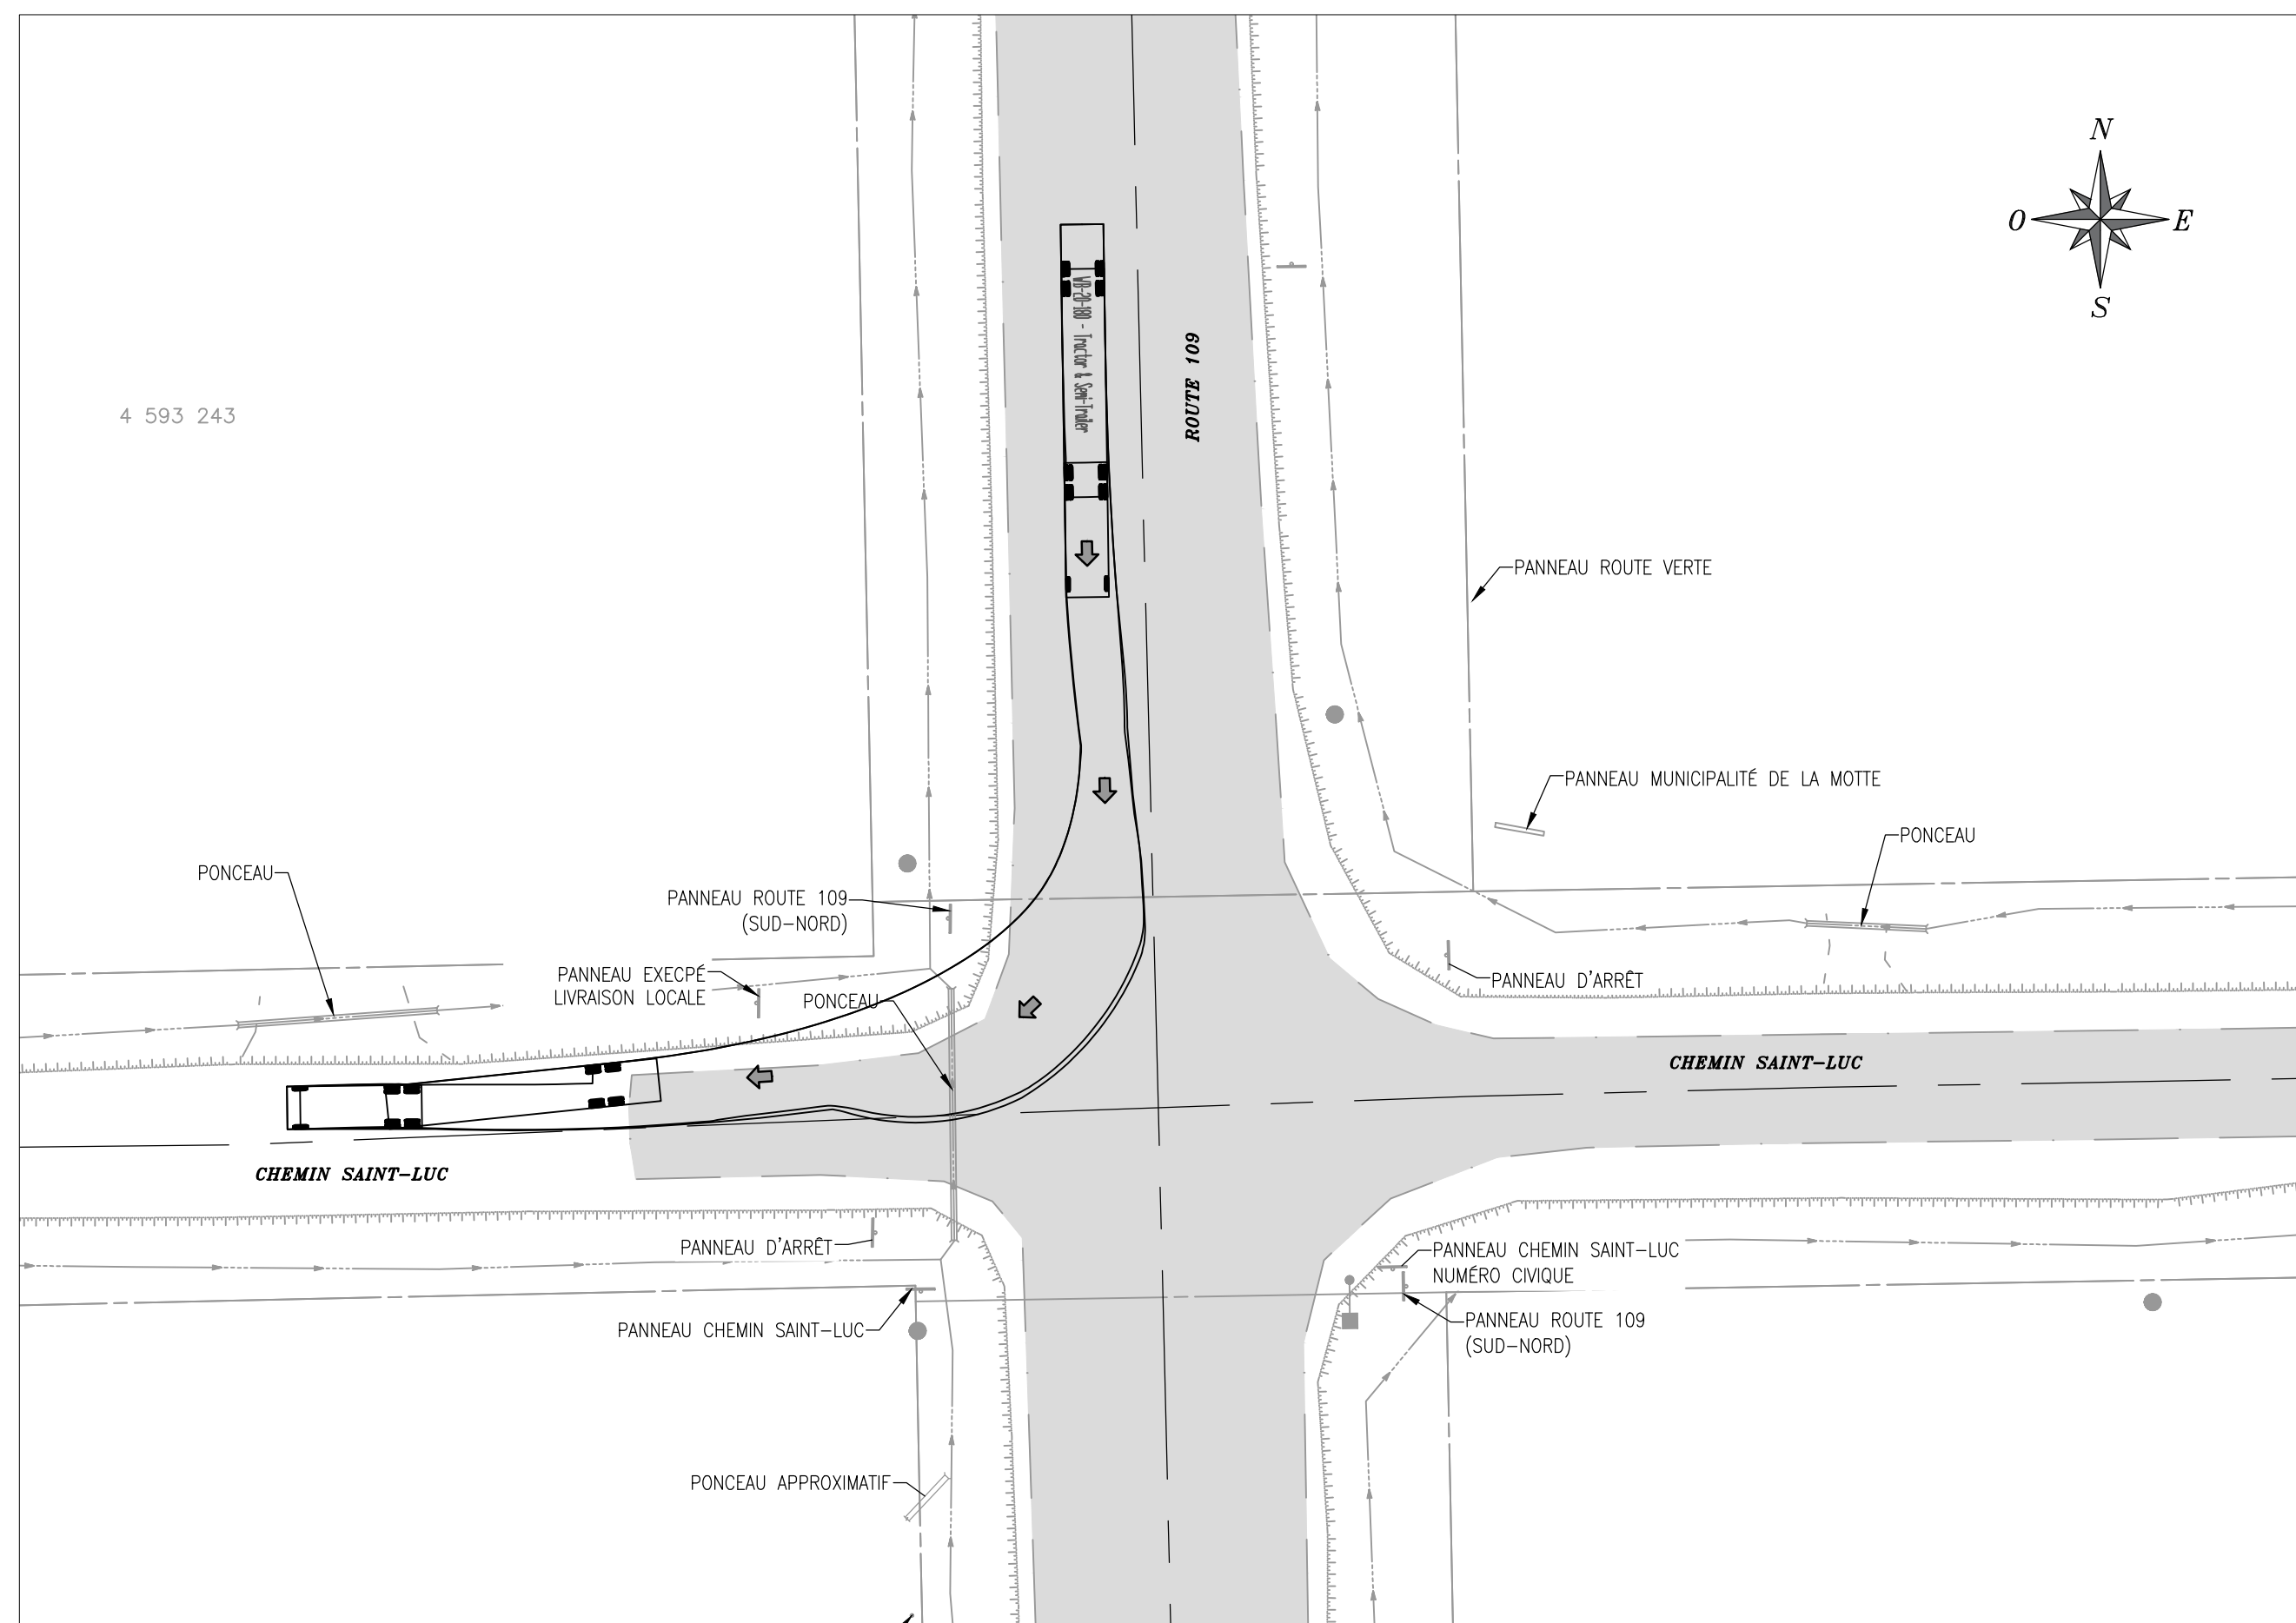 N
O E
S
WB-20-180 - Tractor & Semi-Trailer
ROUTE 109
4 593 243
PANNEAU ROUTE VERTE
PANNEAU MUNICIPALITÉ DE LA MOTTE
PONCEAU
PONCEAU
PANNEAU ROUTE 109
(SUD-NORD)
PANNEAU EXECPÉ
LIVRAISON LOCALE
PONCEAU
PANNEAU D'ARRÊT
CHEMIN SAINT-LUC
CHEMIN SAINT-LUC
PANNEAU D'ARRÊT
PANNEAU CHEMIN SAINT-LUC
NUMÉRO CIVIQUE
PANNEAU CHEMIN SAINT-LUC
PANNEAU ROUTE 109
(SUD-NORD)
PONCEAU APPROXIMATIF